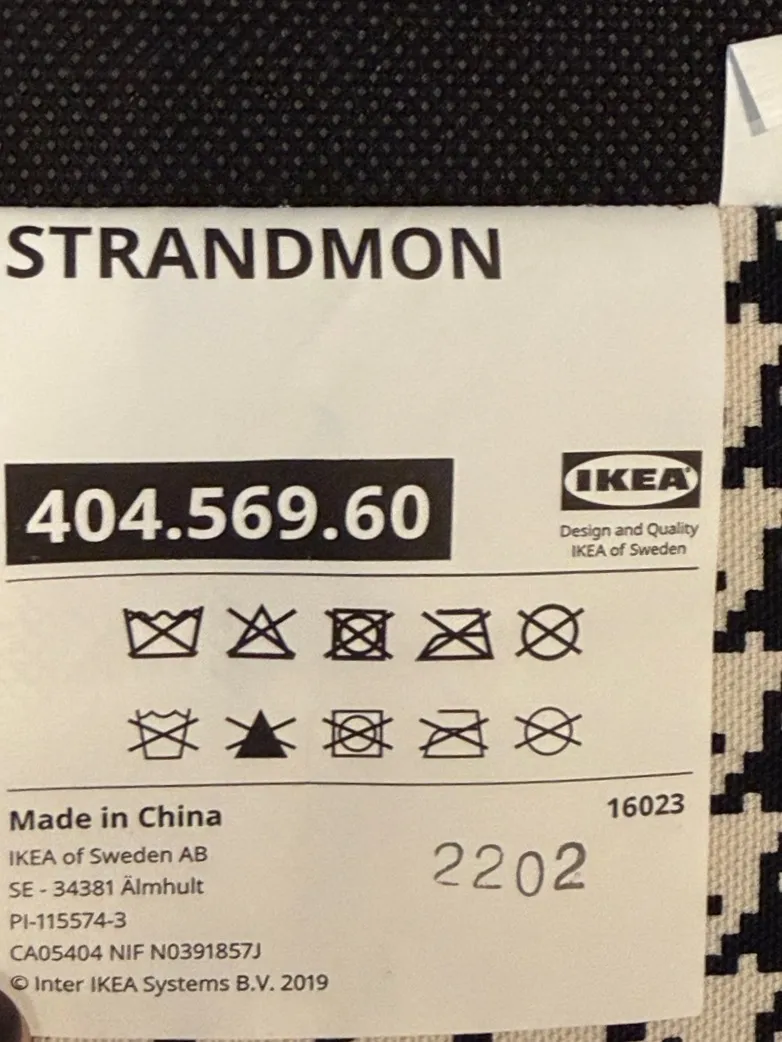 STRANDMON
404.569.60
IKEA®
Design and Quality
IKEA of Sweden
Made in China
16023
IKEA of Sweden AB
SE - 34381 Älmhult
2202
PI-115574-3
CA05404 NIF N0391857J
© Inter IKEA Systems B.V. 2019